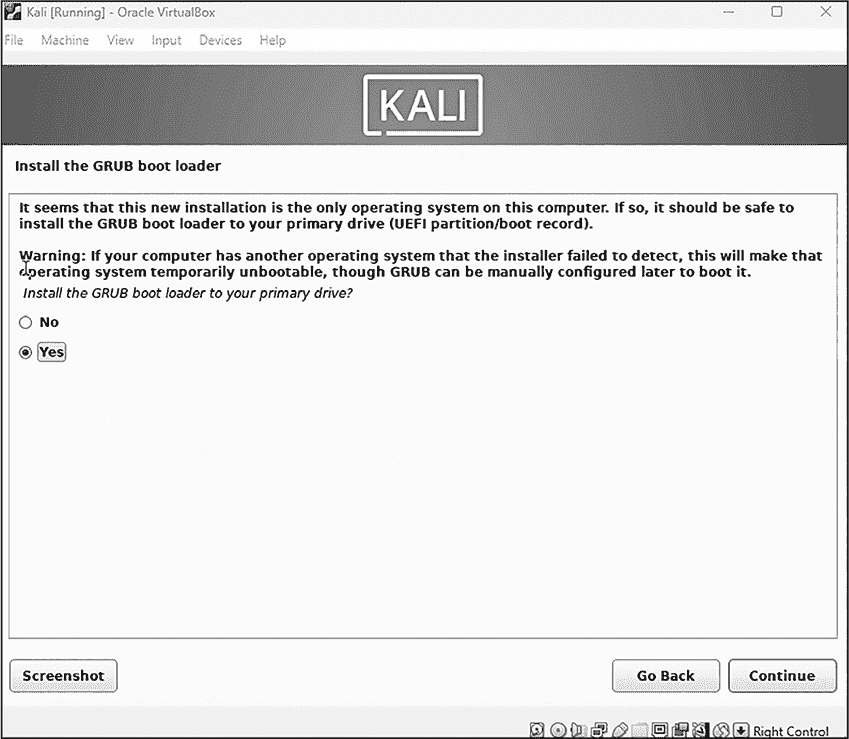 Kali [Running] - Oracle VirtualBox
File Machine View Input Devices Help
KALI
Install the GRUB boot loader
It seems that this new installation is the only operating system on this computer. If so, it should be safe to
install the GRUB boot loader to your primary drive (UEFI partition/boot record).
Warning: If your computer has another operating system that the installer failed to detect, this will make that
operating system temporarily unbootable, though GRUB can be manually configured later to boot it.
Install the GRUB boot loader to your primary drive?
No
Yes
Screenshot Go Back Continue
Right Control